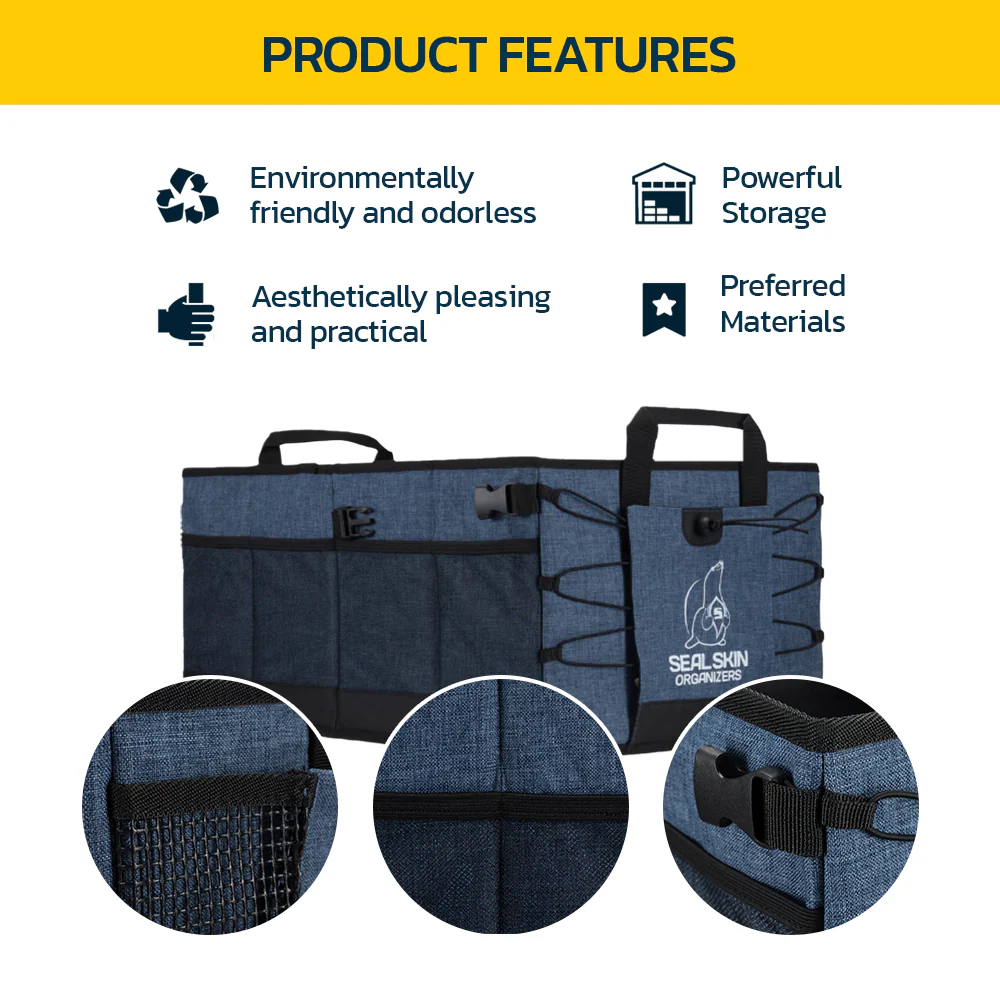 PRODUCT FEATURES
Environmentally
friendly and odorless
Powerful
Storage
Aesthetically pleasing
and practical
Preferred
Materials
S
SEAL SKIN
ORGANIZERS